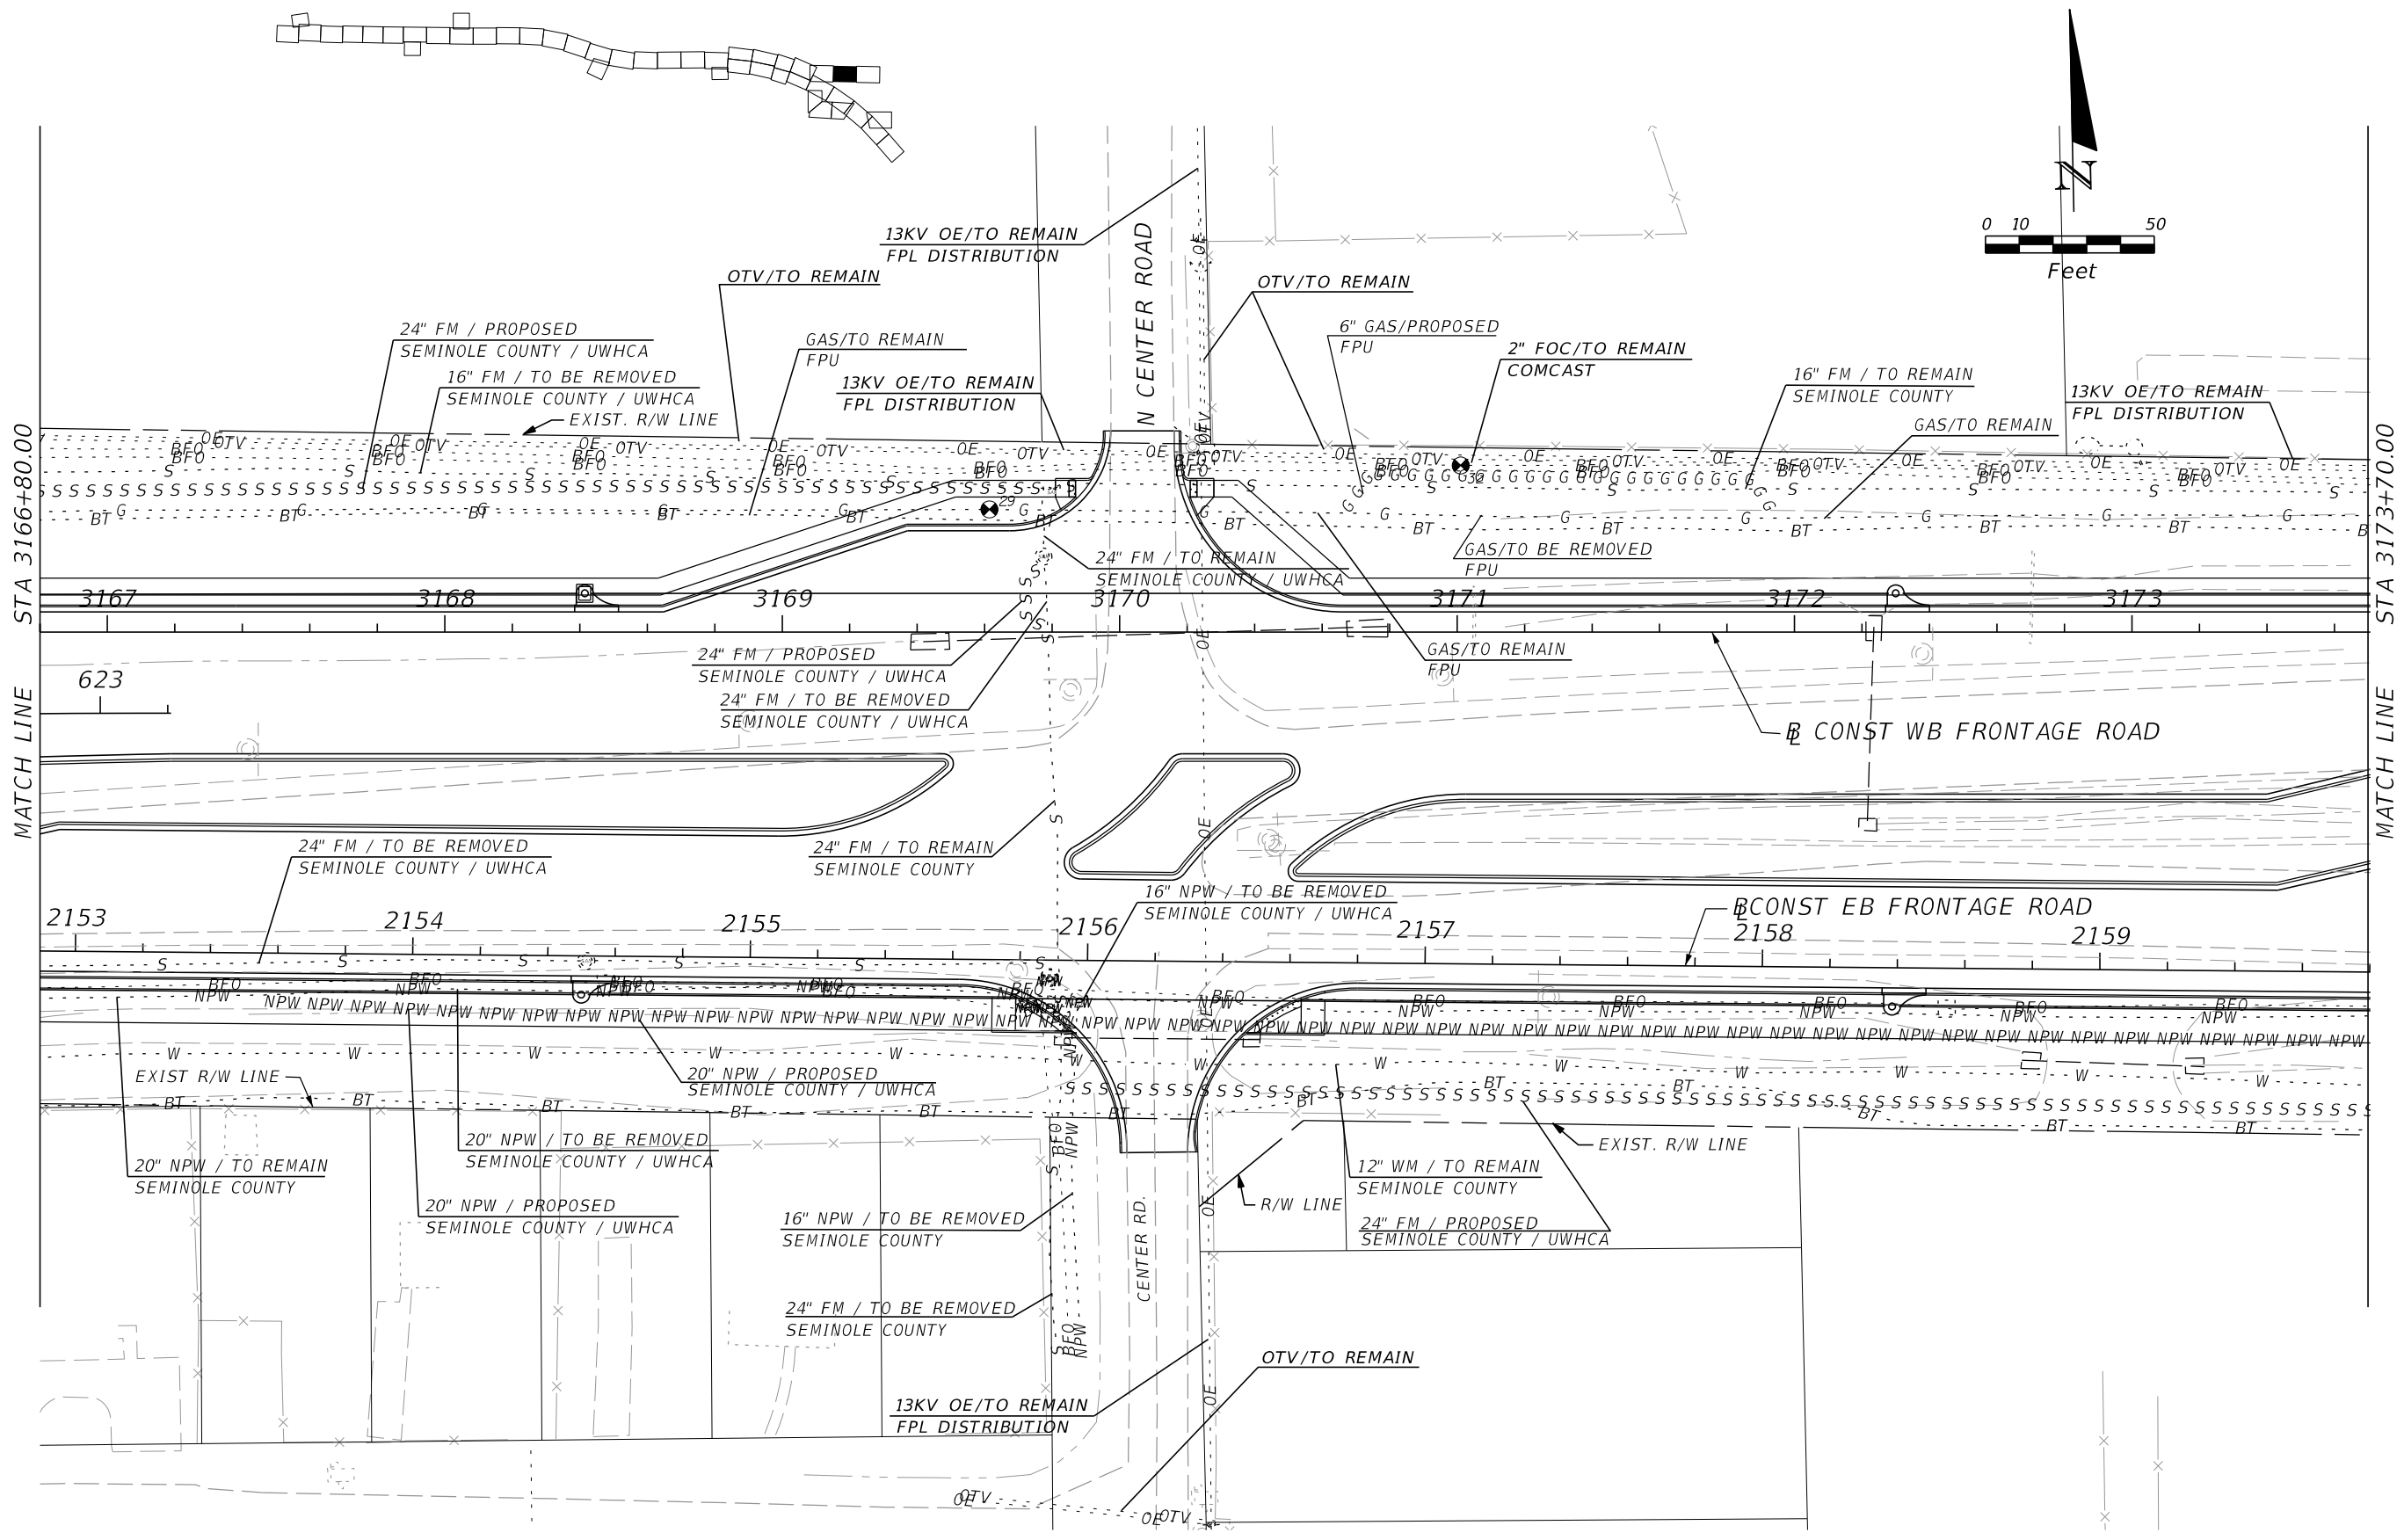 N
0 10 50
Feet
13KV OE/TO REMAIN
FPL DISTRIBUTION
N CENTER ROAD
OTV/TO REMAIN
OTV/TO REMAIN
24" FM / PROPOSED
SEMINOLE COUNTY / UWHCA
GAS/TO REMAIN
FPU
6" GAS/PROPOSED
FPU
2" FOC/TO REMAIN
COMCAST
16" FM / TO BE REMOVED
SEMINOLE COUNTY / UWHCA
13KV OE/TO REMAIN
FPL DISTRIBUTION
16" FM / TO REMAIN
SEMINOLE COUNTY
13KV OE/TO REMAIN
FPL DISTRIBUTION
EXIST. R/W LINE
GAS/TO REMAIN
MATCH LINE STA 3166+80.00
MATCH LINE STA 3173+70.00
29
32
24" FM / TO REMAIN
SEMINOLE COUNTY / UWHCA
GAS/TO BE REMOVED
FPU
3167 3168 3169 3170 3171 3172 3173
24" FM / PROPOSED
SEMINOLE COUNTY / UWHCA
GAS/TO REMAIN
FPU
623
24" FM / TO BE REMOVED
SEMINOLE COUNTY / UWHCA
BL CONST WB FRONTAGE ROAD
24" FM / TO BE REMOVED
SEMINOLE COUNTY / UWHCA
24" FM / TO REMAIN
SEMINOLE COUNTY
16" NPW / TO BE REMOVED
SEMINOLE COUNTY / UWHCA
BL CONST EB FRONTAGE ROAD
2153 2154 2155 2156 2157 2158 2159
EXIST R/W LINE
20" NPW / PROPOSED
SEMINOLE COUNTY / UWHCA
20" NPW / TO BE REMOVED
SEMINOLE COUNTY / UWHCA
EXIST. R/W LINE
20" NPW / TO REMAIN
SEMINOLE COUNTY
12" WM / TO REMAIN
SEMINOLE COUNTY
R/W LINE
20" NPW / PROPOSED
SEMINOLE COUNTY / UWHCA
16" NPW / TO BE REMOVED
SEMINOLE COUNTY
24" FM / PROPOSED
SEMINOLE COUNTY / UWHCA
CENTER RD.
24" FM / TO BE REMOVED
SEMINOLE COUNTY
OTV/TO REMAIN
13KV OE/TO REMAIN
FPL DISTRIBUTION
OTV
OE
OTV